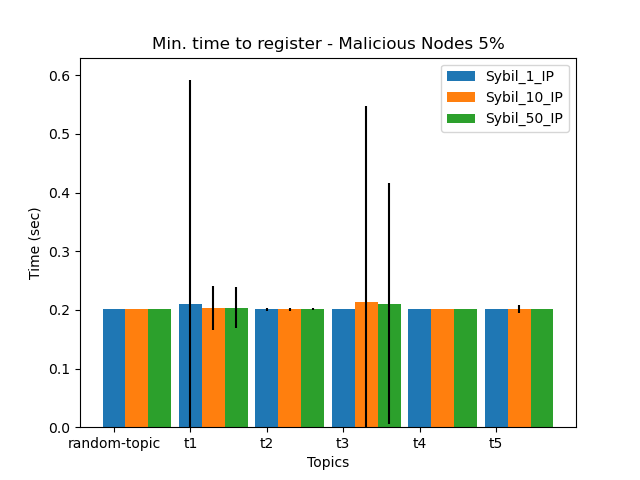 Min. time to register - Malicious Nodes 5%
Sybil_1_IP
Sybil_10_IP
Sybil_50_IP
Time (sec)
0.6
0.5
0.4
0.3
0.2
0.1
0.0
random-topic t1 t2 t3 t4 t5
Topics